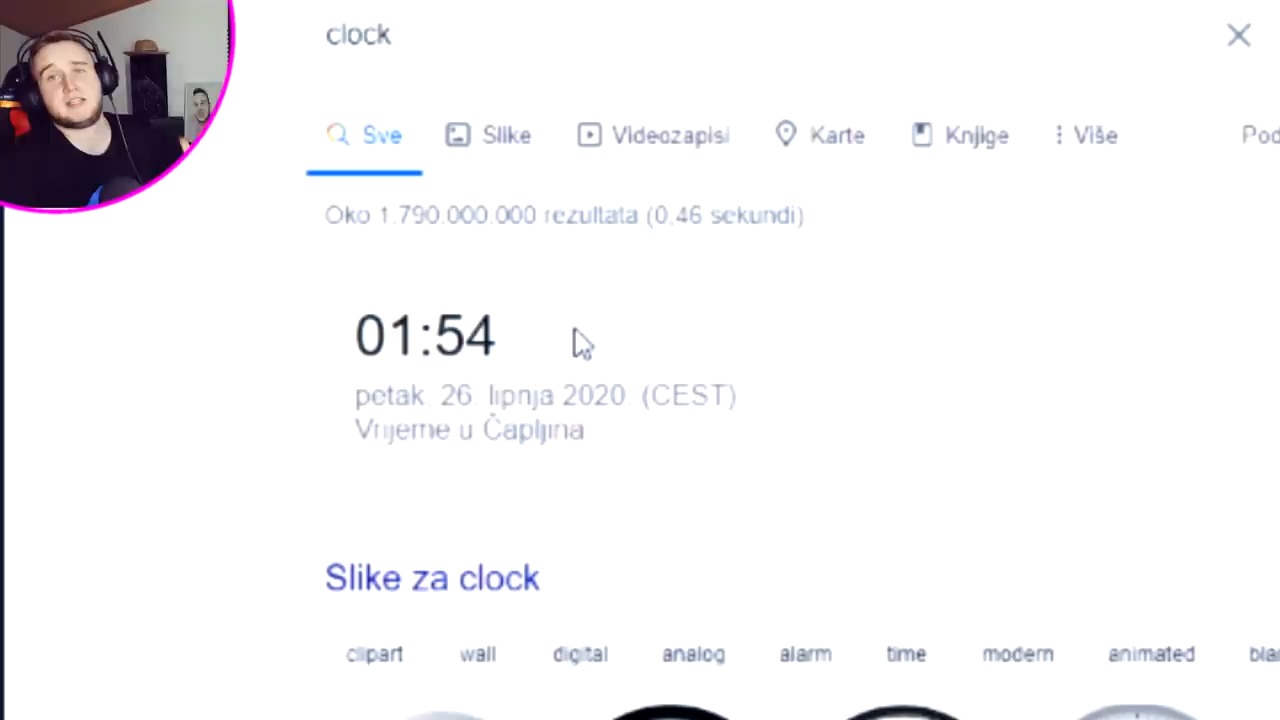 clock
Sve Slike Videozapisi Karte Knjige Više
Oko 1.790.000.000 rezultata (0,46 sekundi)
01:54
petak, 26. lipnja 2020. (CEST)
Vrijeme u Čapljina
Slike za clock
clipart wall digital analog alarm time modern animated